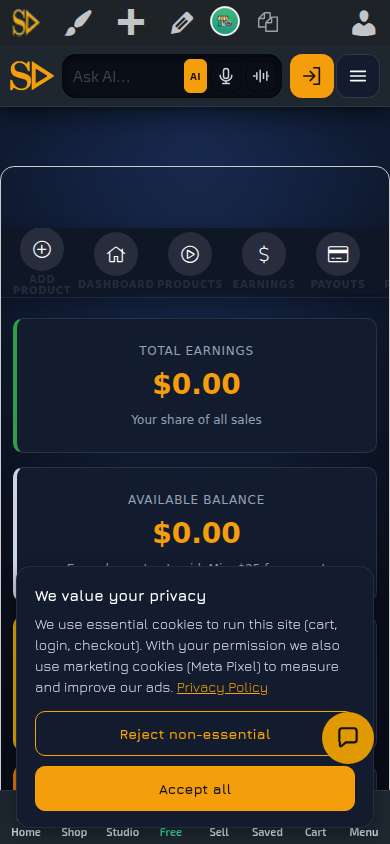 Ask AI...
AI
ADD
PRODUCT
DASHBOARD
PRODUCTS
EARNINGS
PAYOUTS
TOTAL EARNINGS
$0.00
Your share of all sales
AVAILABLE BALANCE
$0.00
We value your privacy
We use essential cookies to run this site (cart,
login, checkout). With your permission we also
use marketing cookies (Meta Pixel) to measure
and improve our ads. Privacy Policy
Reject non-essential
Accept all
Home Shop Studio Free Sell Saved Cart Menu